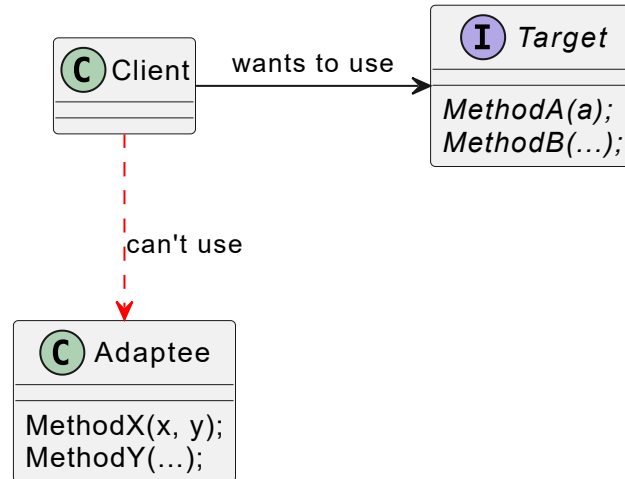 C Client
wants to use
I Target
MethodA(a);
MethodB(...);
can't use
C Adaptee
MethodX(x, y);
MethodY(...);